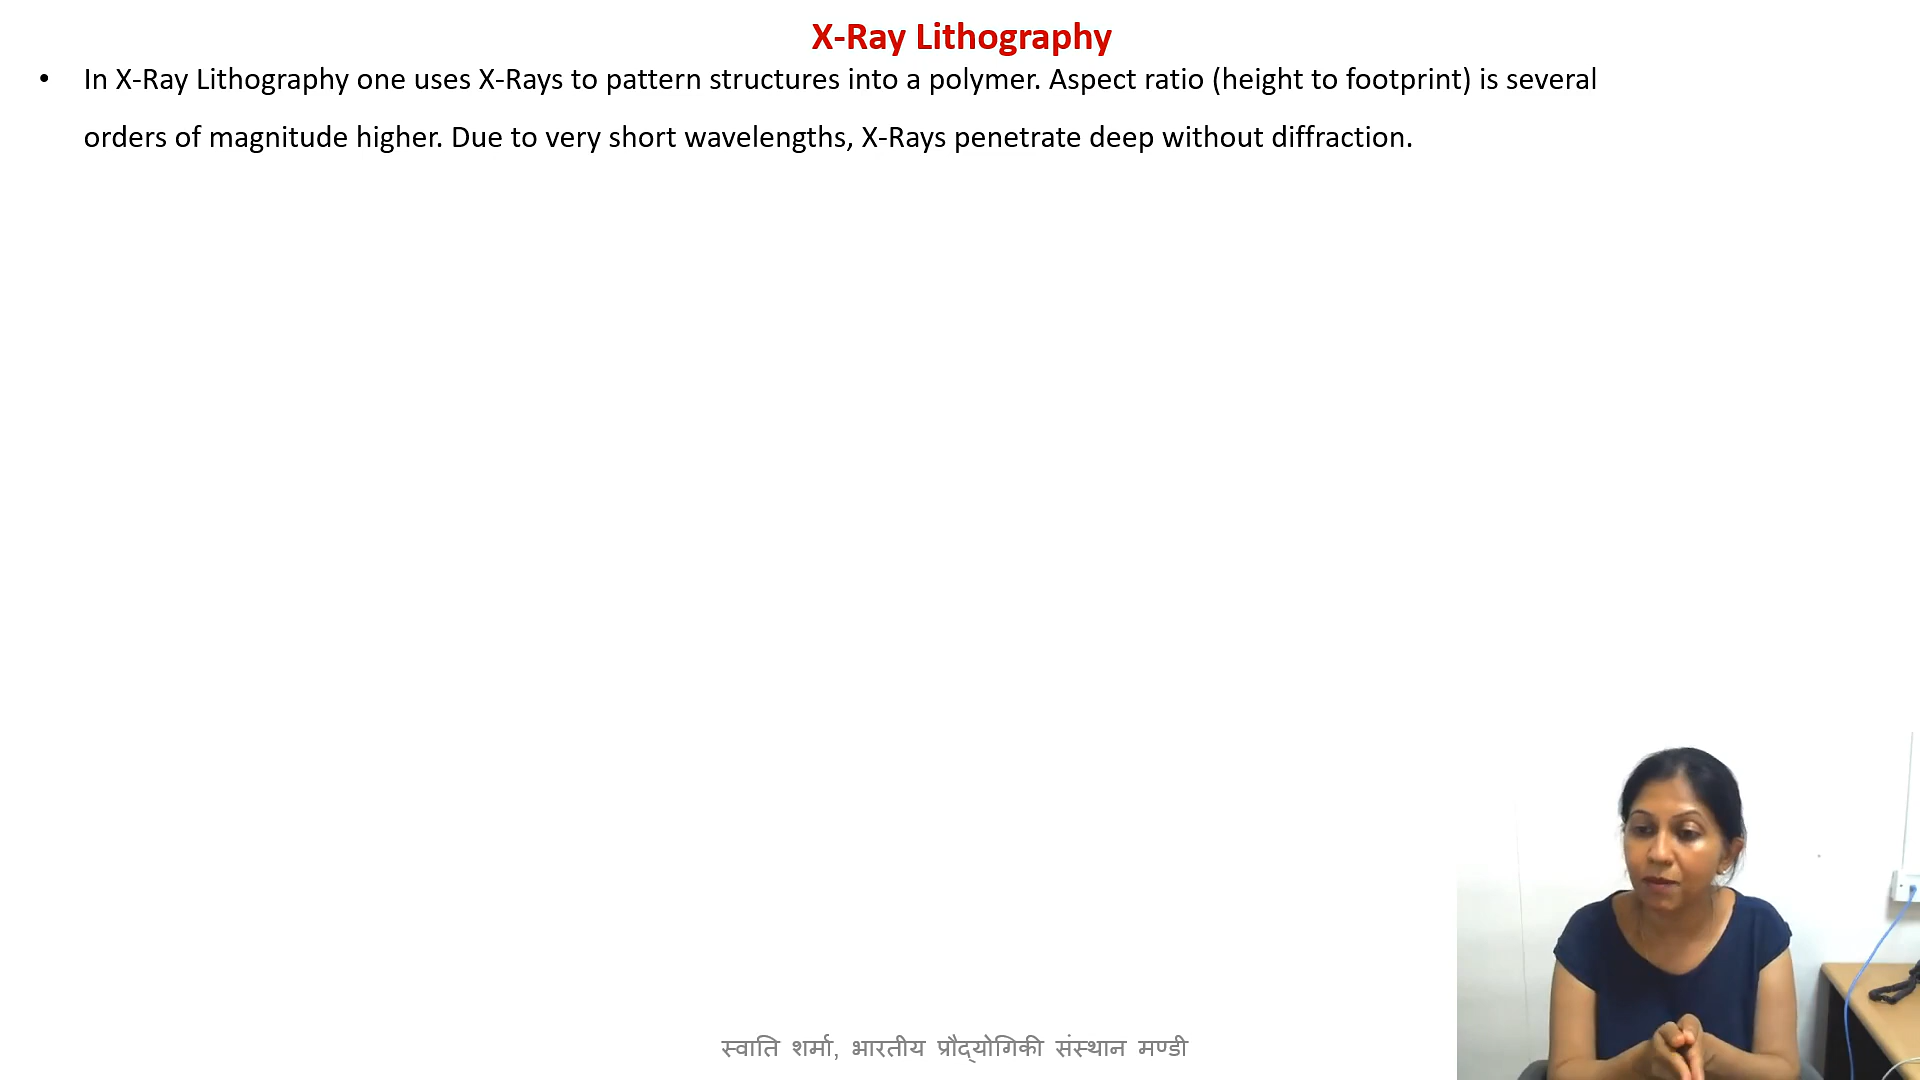 X-Ray Lithography
• In X-Ray Lithography one uses X-Rays to pattern structures into a polymer. Aspect ratio (height to footprint) is several
orders of magnitude higher. Due to very short wavelengths, X-Rays penetrate deep without diffraction.
स्वाति शर्मा, भारतीय प्रौद्योगिकी संस्थान मण्डी